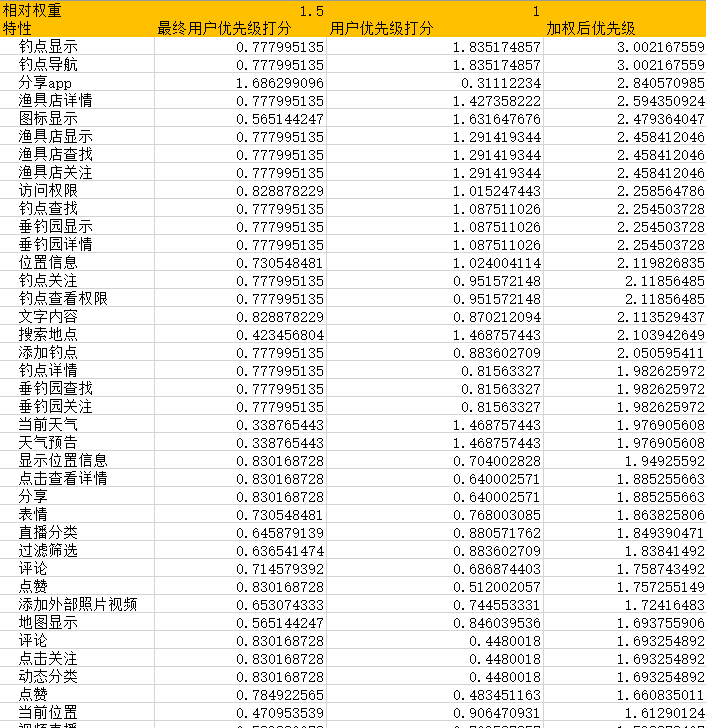 相对权重 1.5 1
特性 最终用户优先级打分 用户优先级打分 加权后优先级
钓点显示 0.777995135 1.835174857 3.002167559
钓点导航 0.777995135 1.835174857 3.002167559
分享app 1.686299096 0.31112234 2.840570985
渔具店详情 0.777995135 1.427358222 2.594350924
图标显示 0.565144247 1.631647676 2.479364047
渔具店显示 0.777995135 1.291419344 2.458412046
渔具店查找 0.777995135 1.291419344 2.458412046
渔具店关注 0.777995135 1.291419344 2.458412046
访问权限 0.828878229 1.015247443 2.258564786
钓点查找 0.777995135 1.087511026 2.254503728
垂钓园显示 0.777995135 1.087511026 2.254503728
垂钓园详情 0.777995135 1.087511026 2.254503728
位置信息 0.730548481 1.024004114 2.119826835
钓点关注 0.777995135 0.951572148 2.11856485
钓点查看权限 0.777995135 0.951572148 2.11856485
文字内容 0.828878229 0.870212094 2.113529437
搜索地点 0.423456804 1.468757443 2.103942649
添加钓点 0.777995135 0.883602709 2.050595411
钓点详情 0.777995135 0.81563327 1.982625972
垂钓园查找 0.777995135 0.81563327 1.982625972
垂钓园关注 0.777995135 0.81563327 1.982625972
当前天气 0.338765443 1.468757443 1.976905608
天气预告 0.338765443 1.468757443 1.976905608
显示位置信息 0.830168728 0.704002828 1.94925592
点击查看详情 0.830168728 0.640002571 1.885255663
分享 0.830168728 0.640002571 1.885255663
表情 0.730548481 0.768003085 1.863825806
直播分类 0.645879139 0.880571762 1.849390471
过滤筛选 0.636541474 0.883602709 1.83841492
评论 0.714579392 0.686874403 1.758743492
点赞 0.830168728 0.512002057 1.757255149
添加外部照片视频 0.653074333 0.744553331 1.72416483
地图显示 0.565144247 0.846039536 1.693755906
评论 0.830168728 0.4480018 1.693254892
点击关注 0.830168728 0.4480018 1.693254892
动态分类 0.830168728 0.4480018 1.693254892
点赞 0.784922565 0.483451163 1.660835011
当前位置 0.470953539 0.906470931 1.61290124